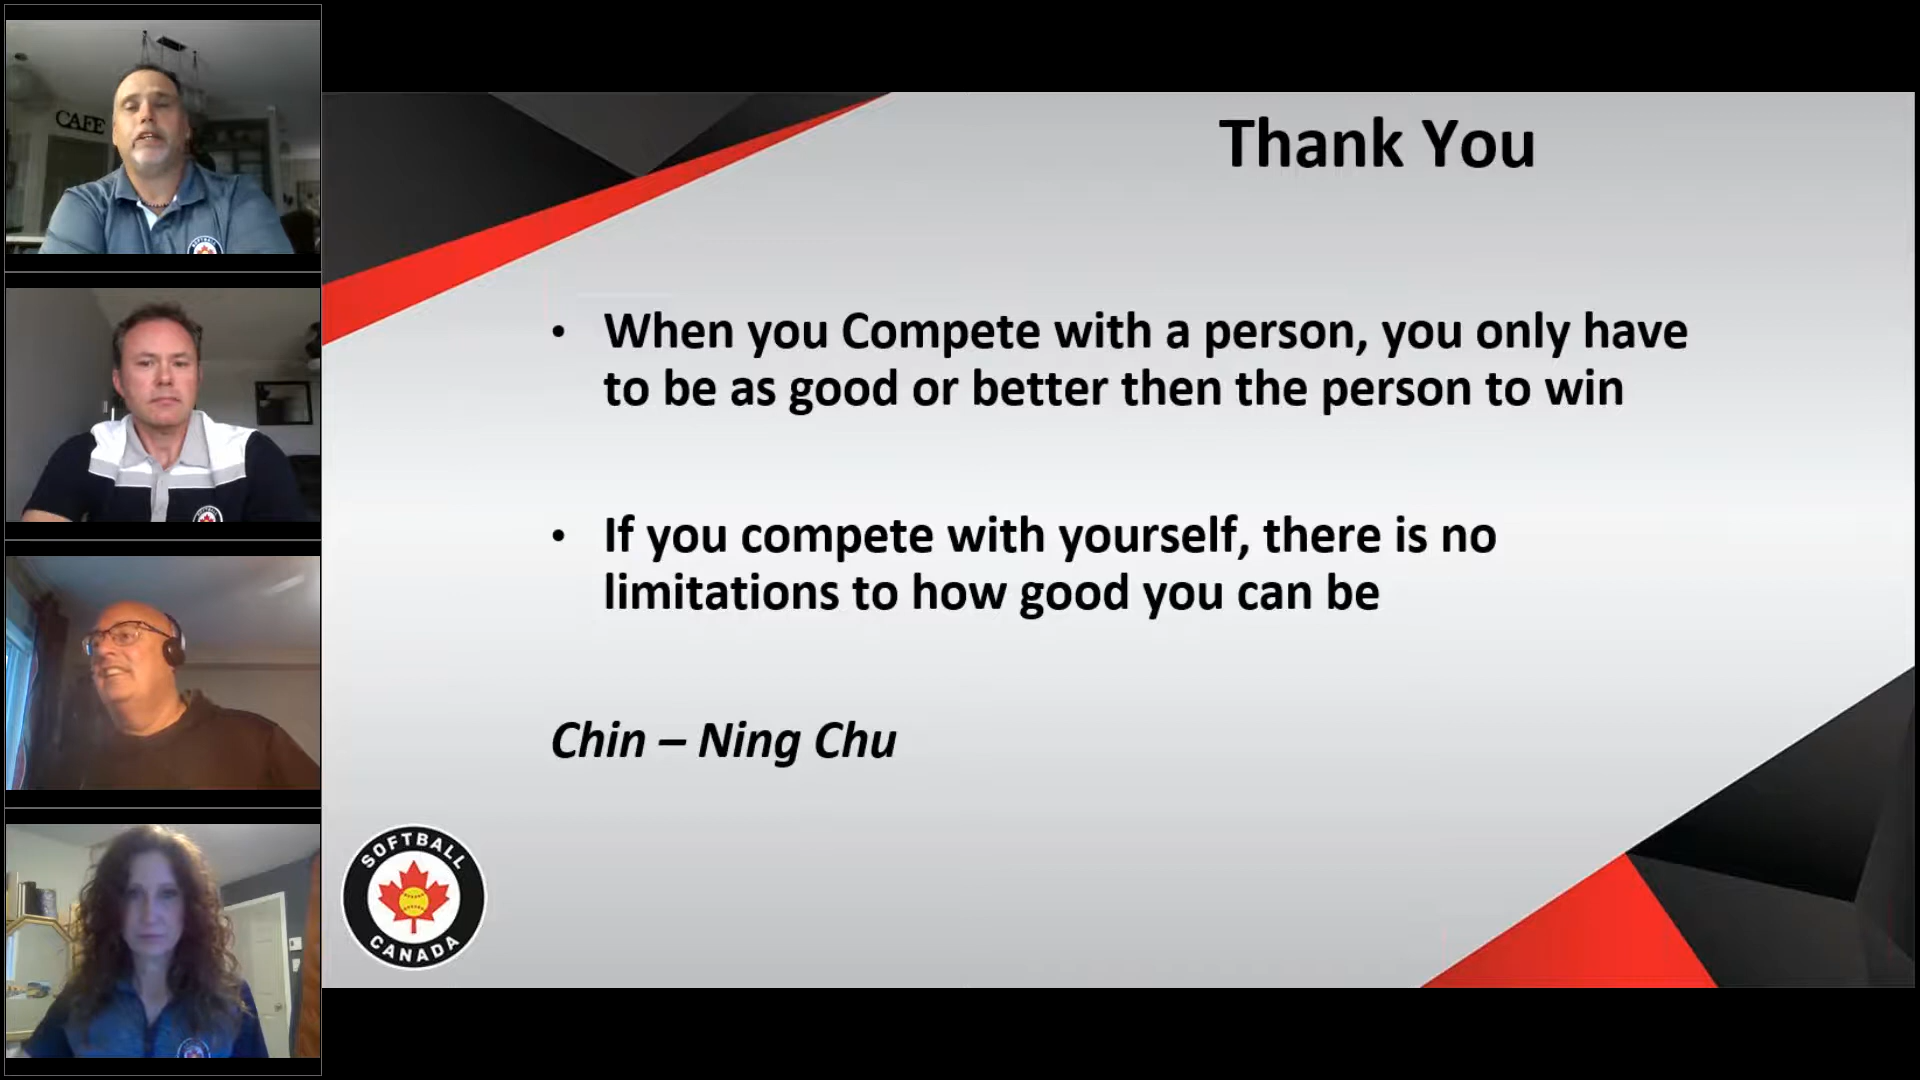 CAFE
Thank You
• When you Compete with a person, you only have
to be as good or better then the person to win
• If you compete with yourself, there is no
limitations to how good you can be
Chin – Ning Chu
SOFTBALL
CANADA
SOFTBALL
SOFTBALL